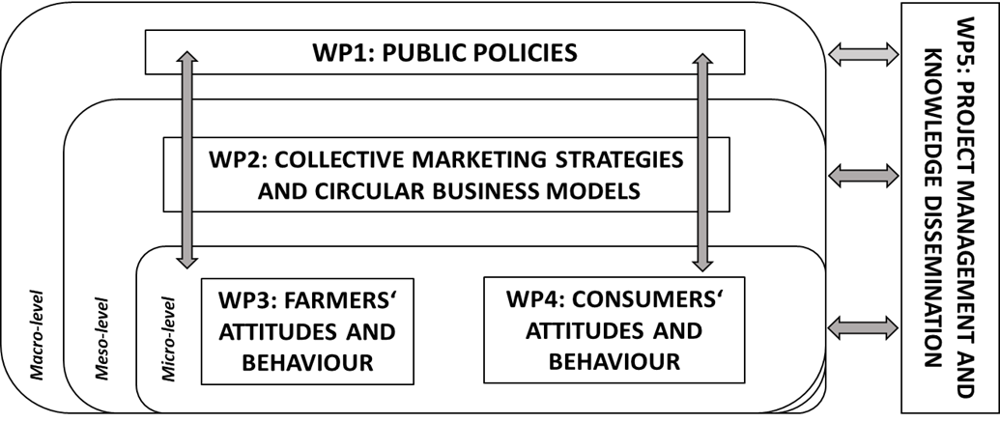 WP1: PUBLIC POLICIES
WP2: COLLECTIVE MARKETING STRATEGIES
AND CIRCULAR BUSINESS MODELS
WP3: FARMERS‘
ATTITUDES AND
BEHAVIOUR
WP4: CONSUMERS‘
ATTITUDES AND
BEHAVIOUR
Macro-level
Meso-level
Micro-level
WP5: PROJECT MANAGEMENT AND
KNOWLEDGE DISSEMINATION